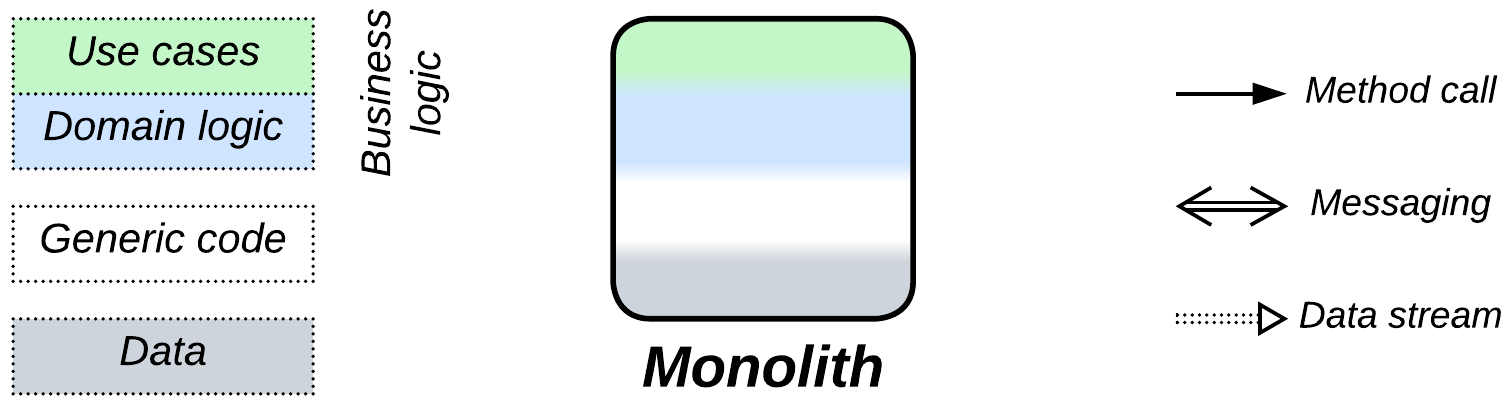 Use cases
Domain logic
Generic code
Data
Business
logic
Monolith
Method call
Messaging
Data stream